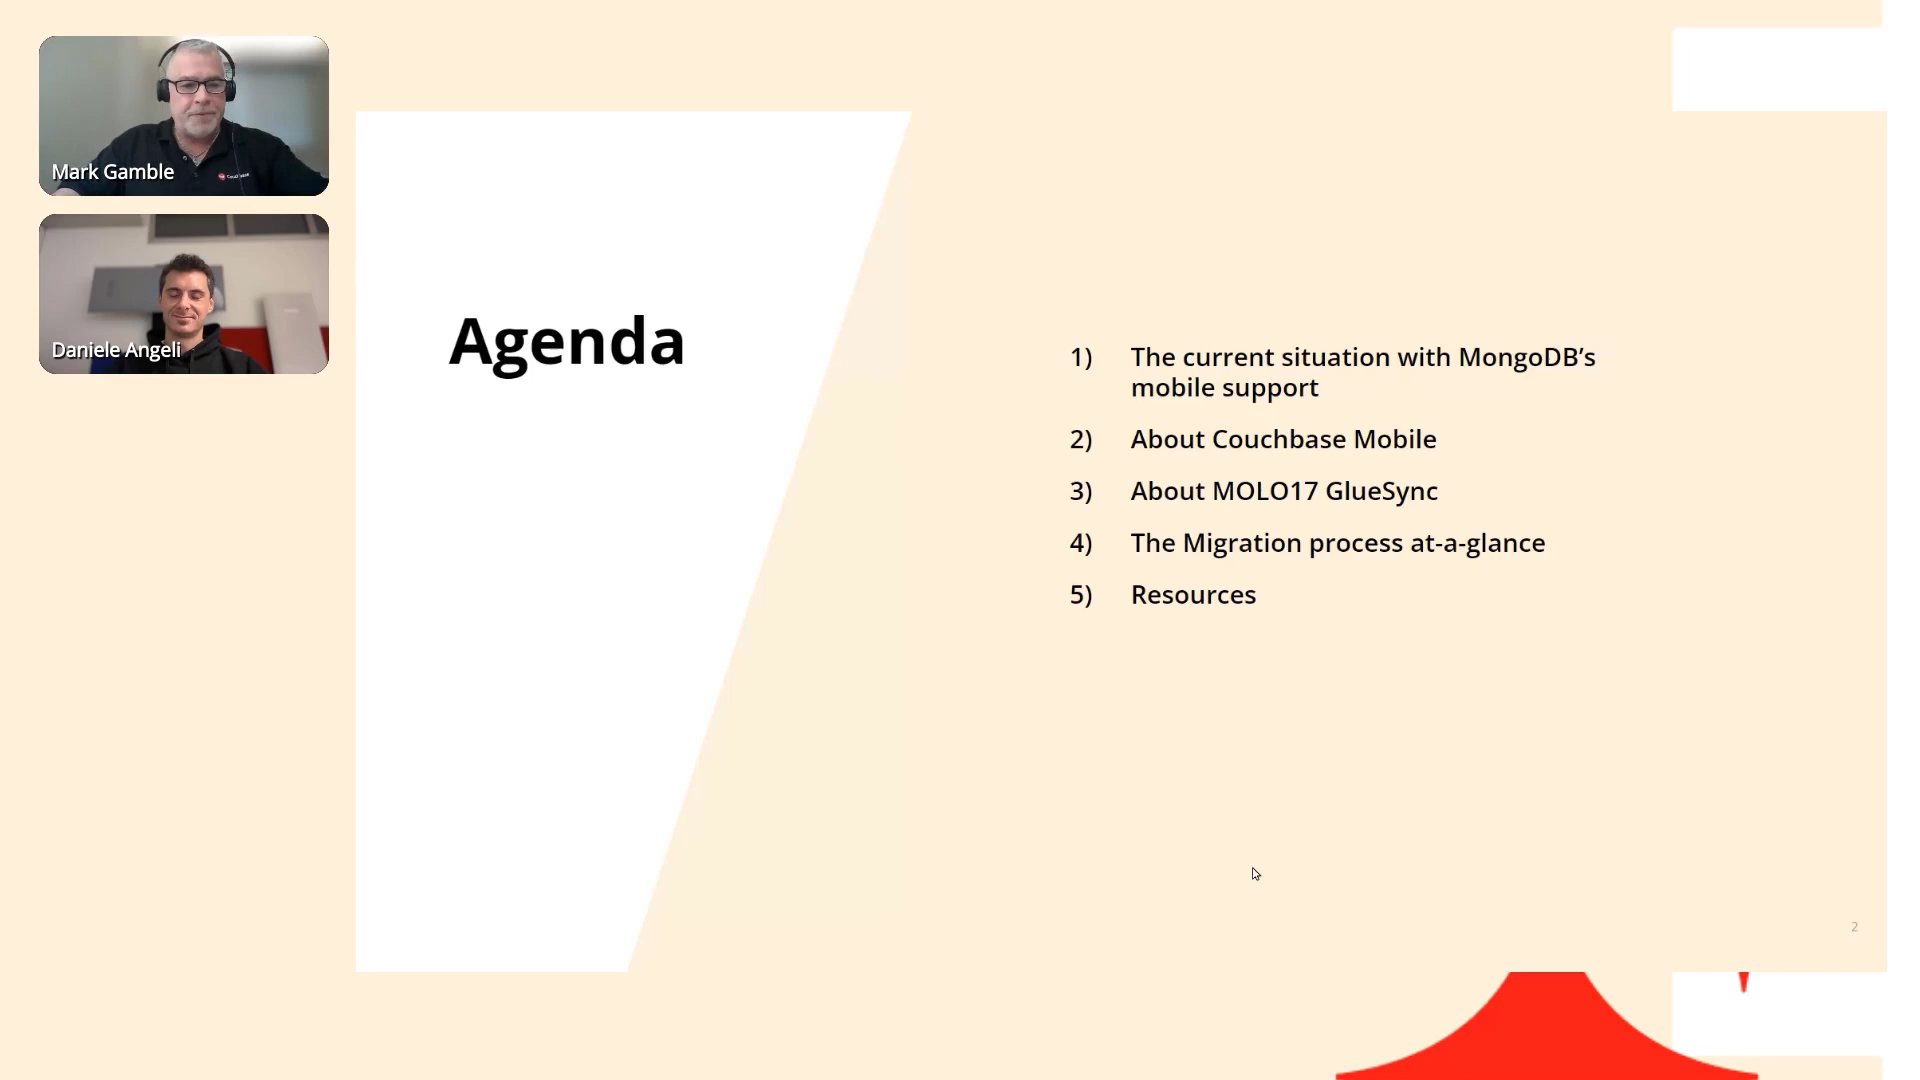 Mark Gamble
Daniele Angeli
Agenda
1) The current situation with MongoDB’s
mobile support
2) About Couchbase Mobile
3) About MOLO17 GlueSync
4) The Migration process at-a-glance
5) Resources
2